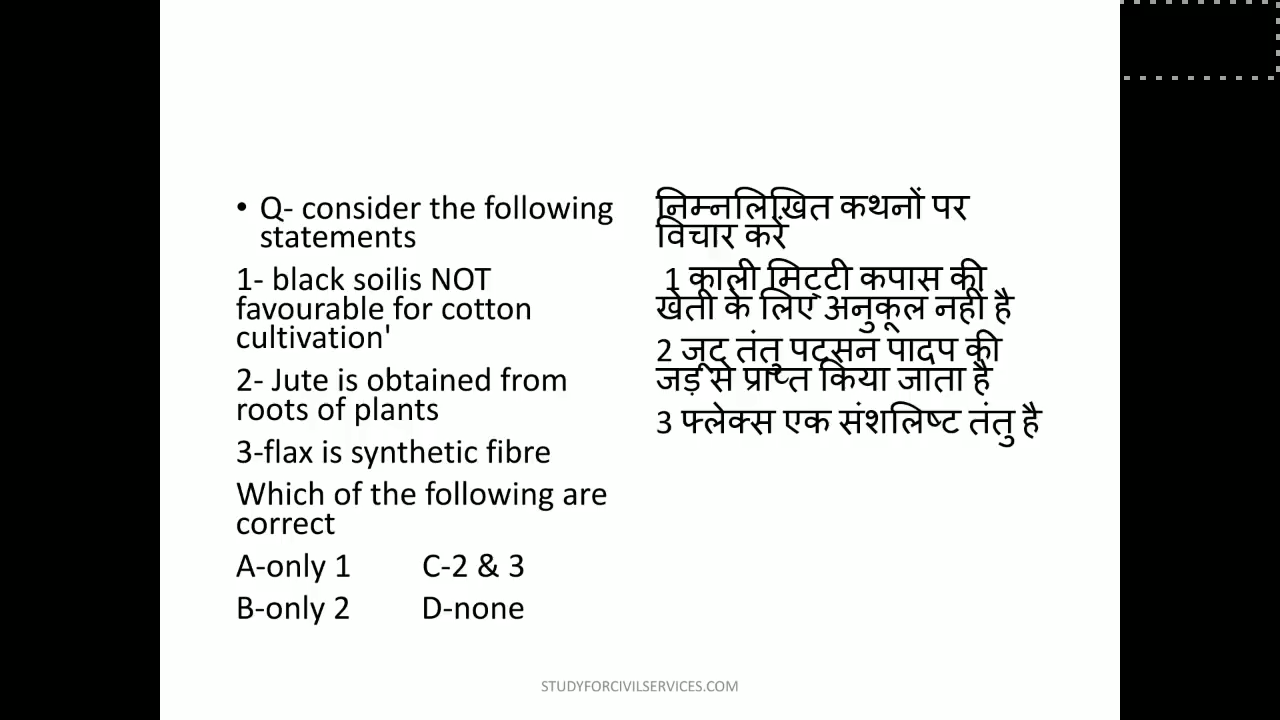 • Q- consider the following
statements
1- black soilis NOT
favourable for cotton
cultivation'
2- Jute is obtained from
roots of plants
3-flax is synthetic fibre
Which of the following are
correct
A-only 1 C-2 & 3
B-only 2 D-none
निम्नलिखित कथनों पर
विचार करें
1 काली मिट्टी कपास की
खेती के लिए अनुकूल नही है
2 जूट तंतु पटसन पादप की
जड़ से प्राप्त किया जाता है
3 फ्लेक्स एक संशलिष्ट तंतु है
STUDYFORCIVILSERVICES.COM